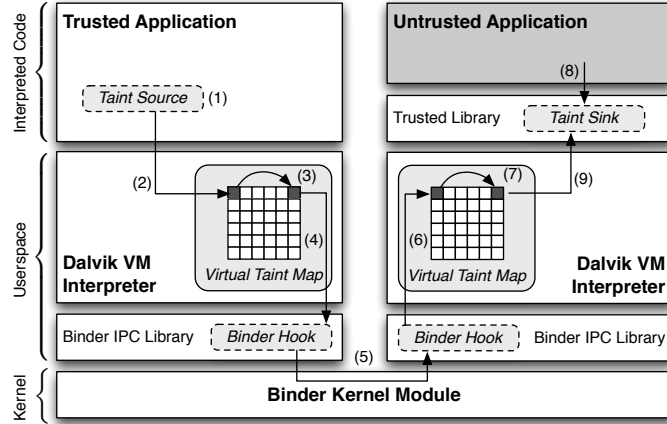 Interpreted Code
Userspace
Kernel
Trusted Application
Taint Source
(1)
(2)
(3)
(4)
Virtual Taint Map
Dalvik VM
Interpreter
Binder IPC Library
Binder Hook
(5)
Binder Kernel Module
Untrusted Application
(8)
Trusted Library
Taint Sink
(9)
(7)
(6)
Virtual Taint Map
Dalvik VM
Interpreter
Binder Hook
Binder IPC Library